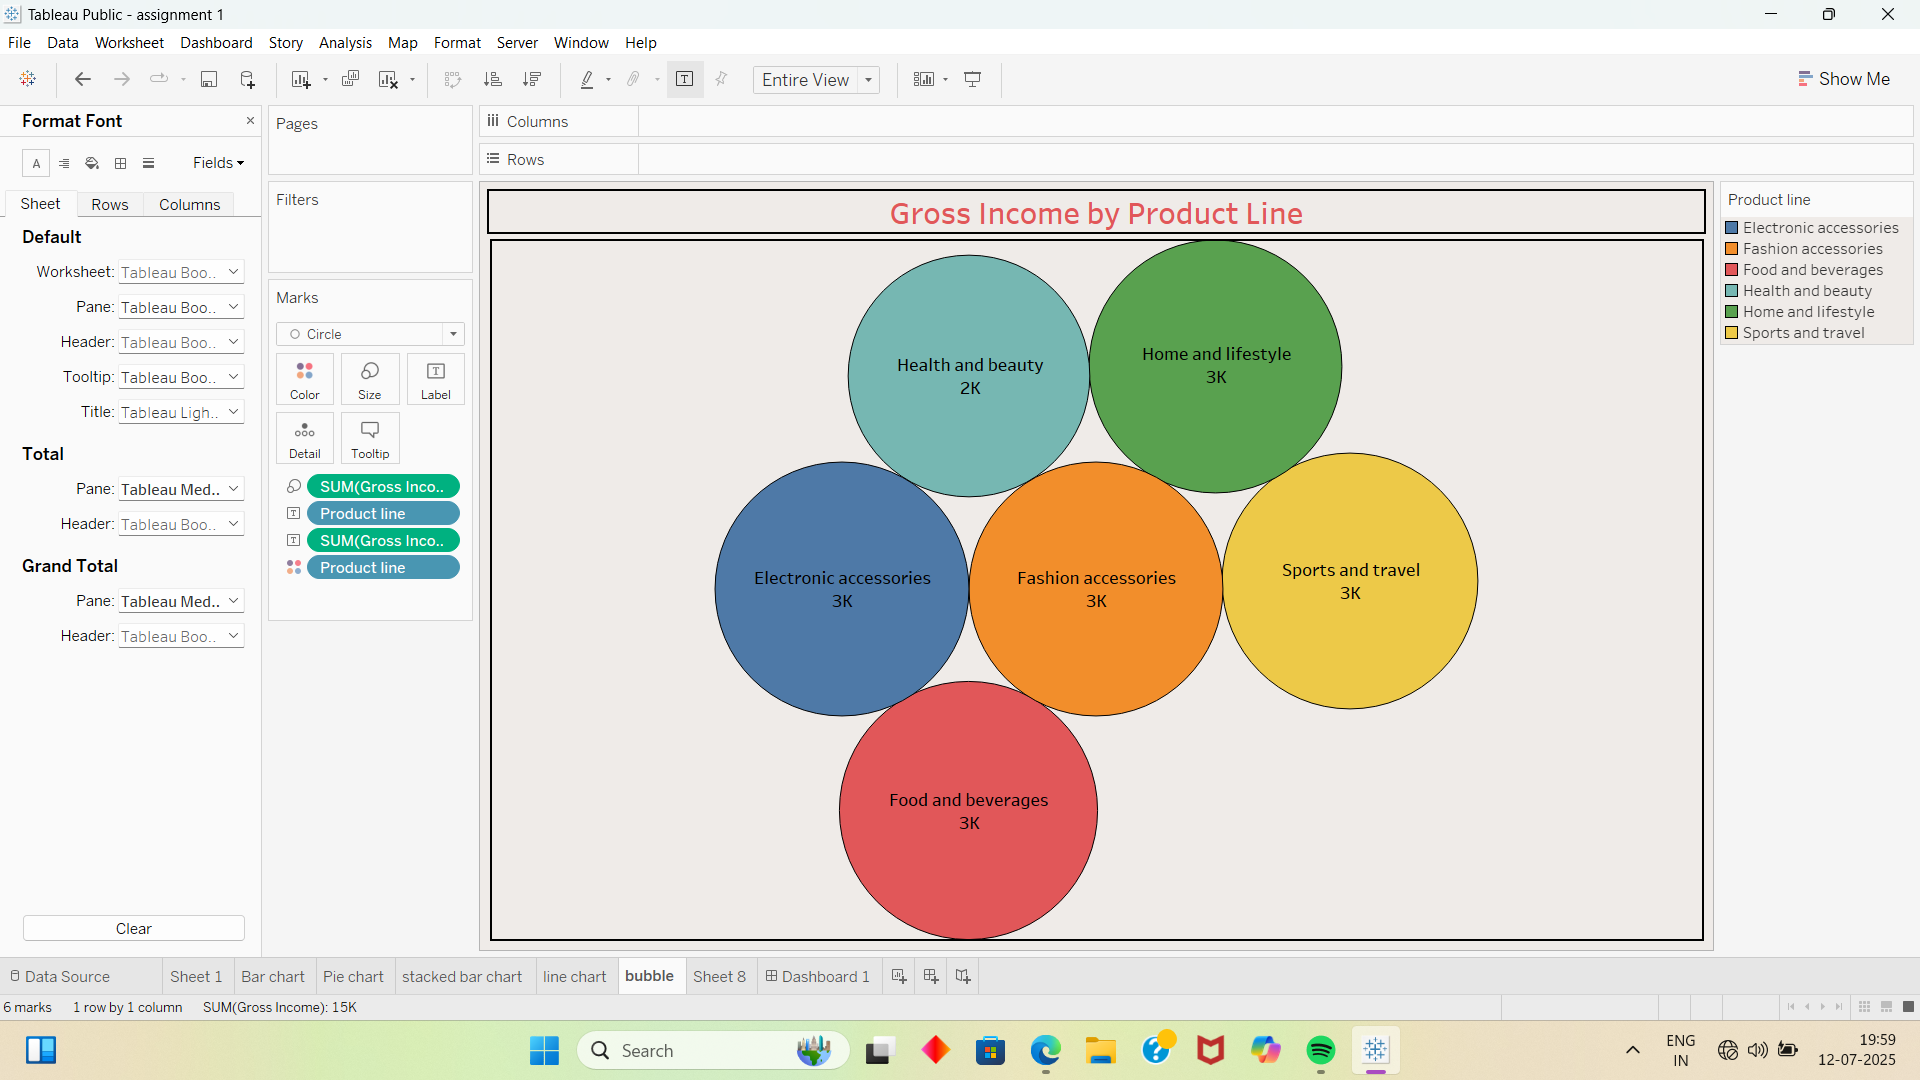 Tableau Public - assignment 1
File Data Worksheet Dashboard Story Analysis Map Format Server Window Help
Entire View
Show Me
Format Font
Fields
Sheet Rows Columns
Default
Worksheet: Tableau Boo..
Pane: Tableau Boo..
Header: Tableau Boo..
Tooltip: Tableau Boo..
Title: Tableau Ligh..
Total
Pane: Tableau Med..
Header: Tableau Boo..
Grand Total
Pane: Tableau Med..
Header: Tableau Boo..
Clear
Pages
Filters
Marks
Circle
Color Size Label
Detail Tooltip
SUM(Gross Inco..
Product line
SUM(Gross Inco..
Product line
Columns
Rows
Gross Income by Product Line
Health and beauty
2K
Home and lifestyle
3K
Electronic accessories
3K
Fashion accessories
3K
Sports and travel
3K
Food and beverages
3K
Product line
Electronic accessories
Fashion accessories
Food and beverages
Health and beauty
Home and lifestyle
Sports and travel
Data Source Sheet 1 Bar chart Pie chart stacked bar chart line chart bubble Sheet 8 Dashboard 1
6 marks 1 row by 1 column SUM(Gross Income): 15K
Search
ENG
IN
19:59
12-07-2025